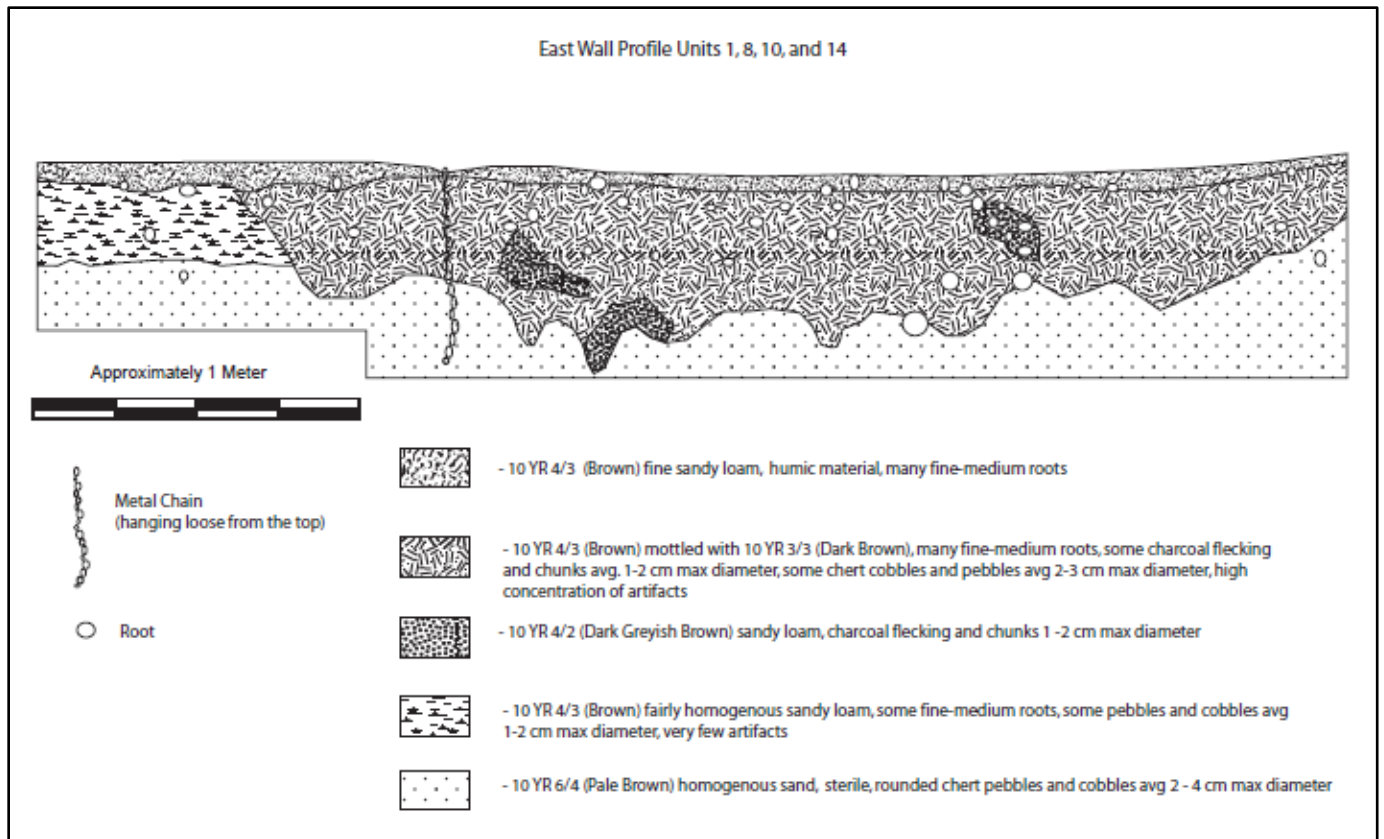 East Wall Profile Units 1, 8, 10, and 14
Approximately 1 Meter
Metal Chain
(hanging loose from the top)
Root
- 10 YR 4/3 (Brown) fine sandy loam, humic material, many fine-medium roots
- 10 YR 4/3 (Brown) mottled with 10 YR 3/3 (Dark Brown), many fine-medium roots, some charcoal flecking
and chunks avg. 1-2 cm max diameter, some chert cobbles and pebbles avg 2-3 cm max diameter, high
concentration of artifacts
- 10 YR 4/2 (Dark Greyish Brown) sandy loam, charcoal flecking and chunks 1 -2 cm max diameter
- 10 YR 4/3 (Brown) fairly homogenous sandy loam, some fine-medium roots, some pebbles and cobbles avg
1-2 cm max diameter, very few artifacts
- 10 YR 6/4 (Pale Brown) homogenous sand, sterile, rounded chert pebbles and cobbles avg 2 - 4 cm max diameter